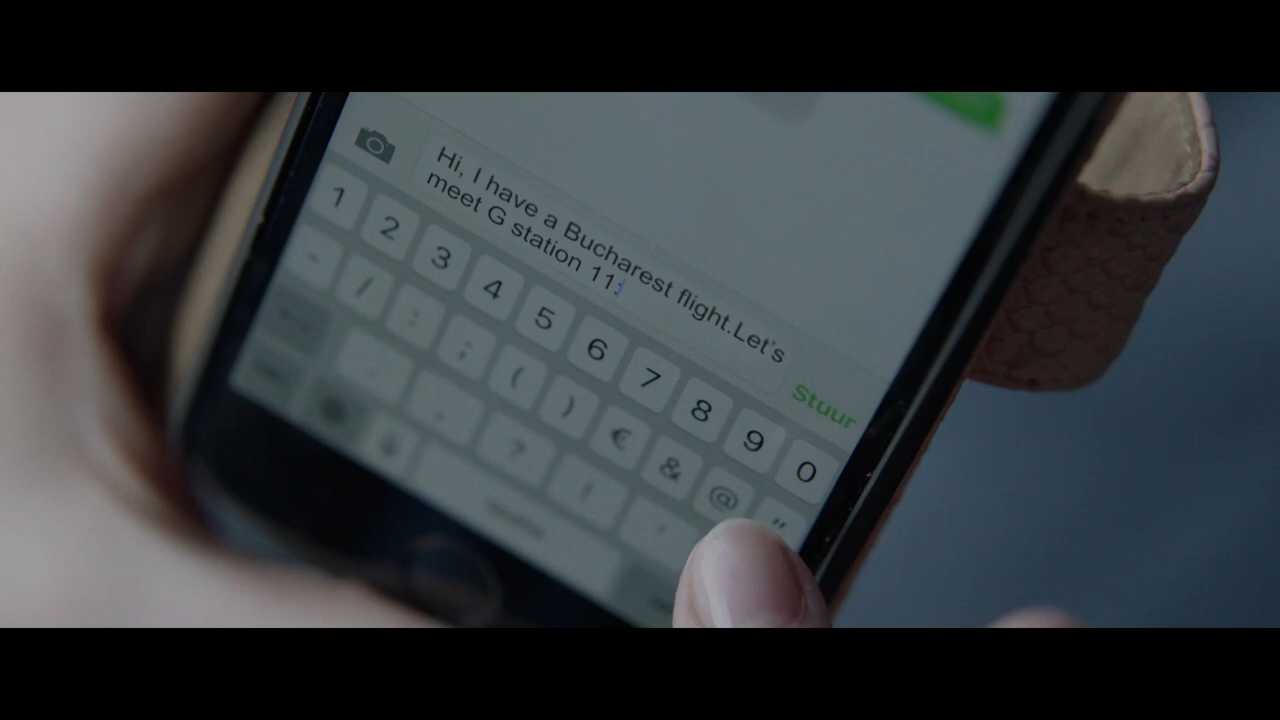 Hi, I have a Bucharest flight.Let's
meet G station 11:
Stuur
1 2 3 4 5 6 7 8 9 0
- / : ; ( ) € & @ "
. , ? ! '